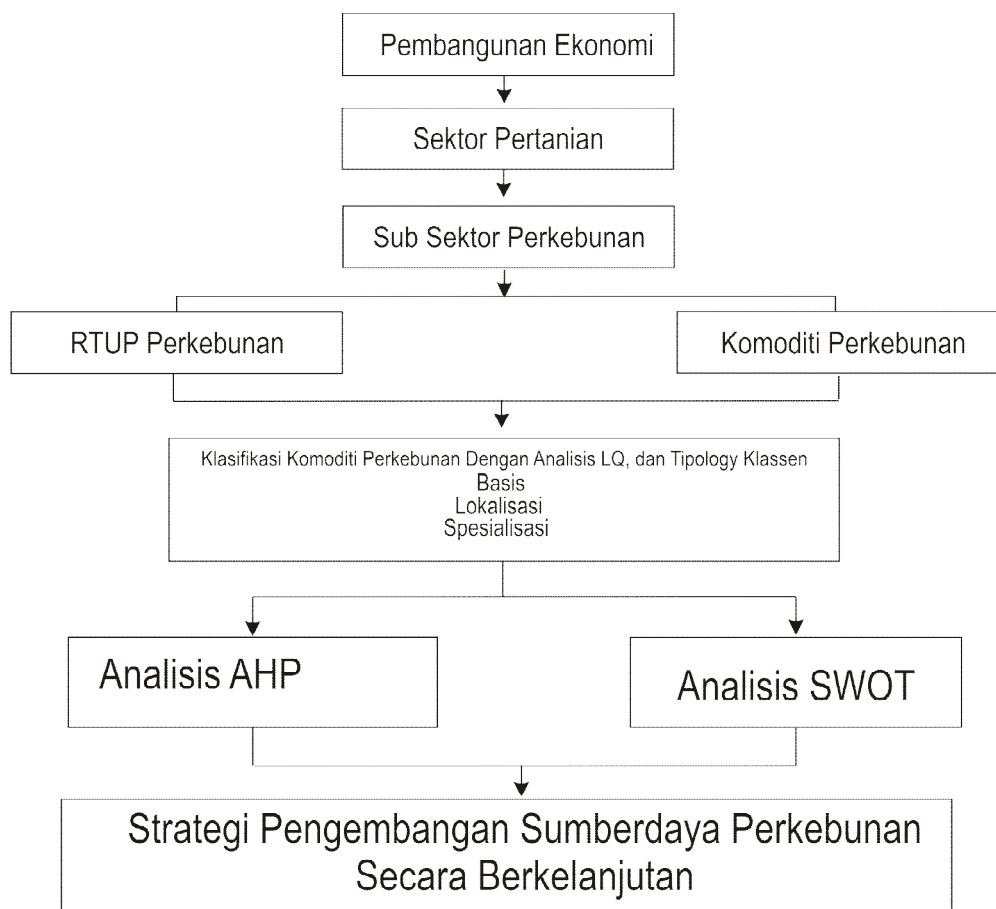 Pembangunan Ekonomi
Sektor Pertanian
Sub Sektor Perkebunan
RTUP Perkebunan
Komoditi Perkebunan
Klasifikasi Komoditi Perkebunan Dengan Analisis LQ, dan Tipology Klassen
Basis
Lokalisasi
Spesialisasi
Analisis AHP
Analisis SWOT
Strategi Pengembangan Sumberdaya Perkebunan
Secara Berkelanjutan